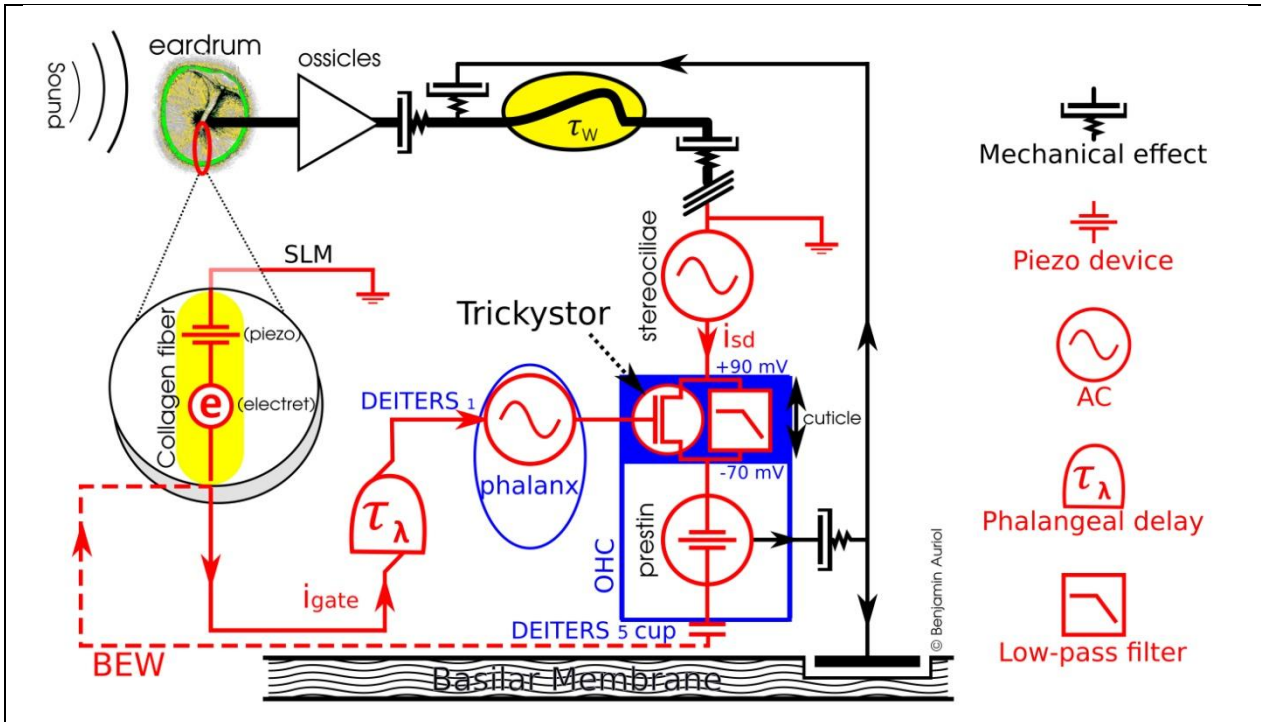 Sound
eardrum
ossicles
τw
SLM
Collagen fiber
(piezo)
e
(electret)
stereociliae
Trickystor
isd
+90 mV
DEITERS 1
cuticle
phalanx
-70 mV
τλ
prestin
OHC
igate
DEITERS 5 cup
BEW
Basilar Membrane
© Benjamin Auriol
Mechanical effect
Piezo device
AC
τλ
Phalangeal delay
Low-pass filter